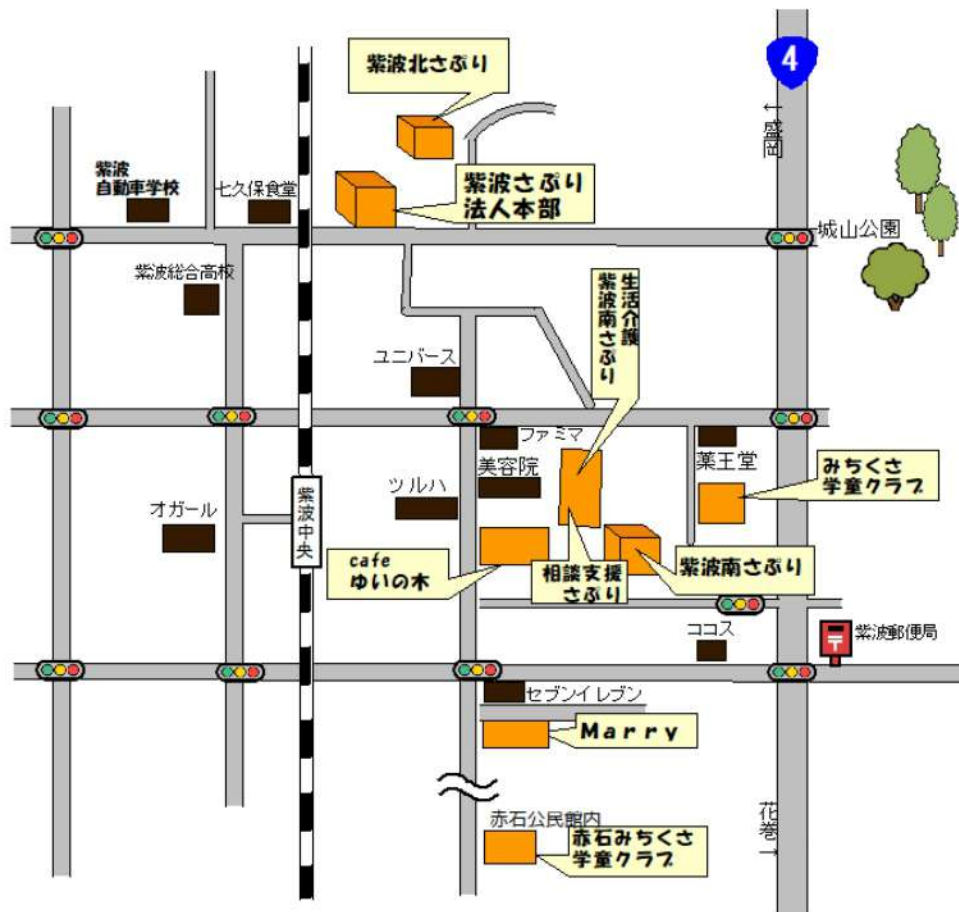 4
紫波北さぷり
←盛岡
紫波
自動車学校
七久保食堂
紫波さぷり
法人本部
城山公園
紫波総合高校
生活介護
紫波南さぷり
ユニバース
ファミマ
美容院
薬王堂
みちくさ
学童クラブ
ツルハ
オガール
紫波中央
cafe
ゆいの木
相談支援
さぷり
紫波南さぷり
ココス
〒
紫波郵便局
セブンイレブン
Marry
花巻→
赤石公民館内
赤石みちくさ
学童クラブ